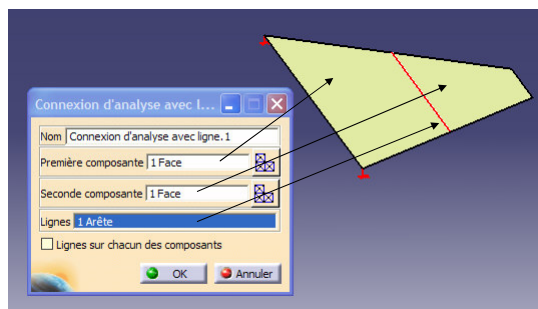 Connexion d'analyse avec l...
Nom Connexion d'analyse avec ligne.1
Première composante 1 Face
Seconde composante 1 Face
Lignes 1 Arête
Lignes sur chacun des composants
OK Annuler